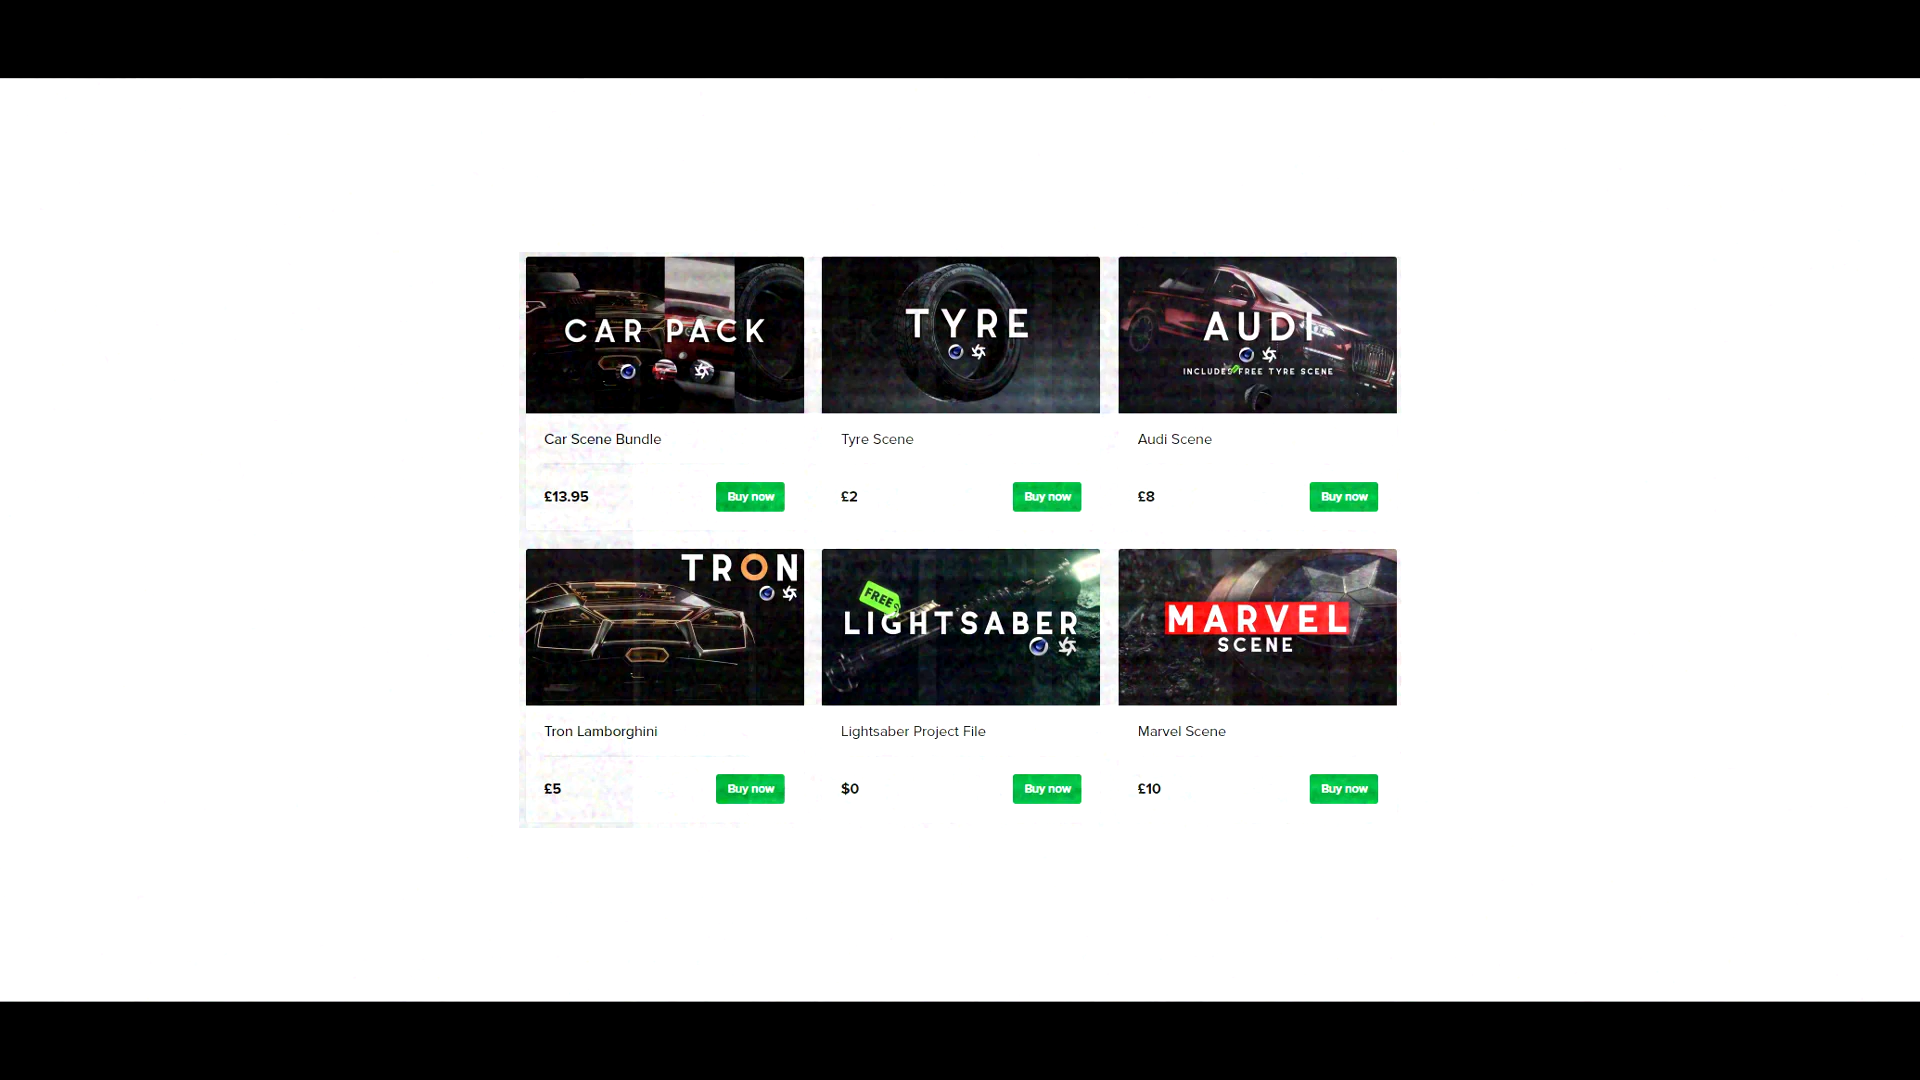 CAR PACK
TYRE
AUDI
INCLUDES FREE TYRE SCENE
Car Scene Bundle
Tyre Scene
Audi Scene
£13.95
Buy now
£2
Buy now
£8
Buy now
TRON
FREE
LIGHTSABER
MARVEL
SCENE
Tron Lamborghini
Lightsaber Project File
Marvel Scene
£5
Buy now
$0
Buy now
£10
Buy now